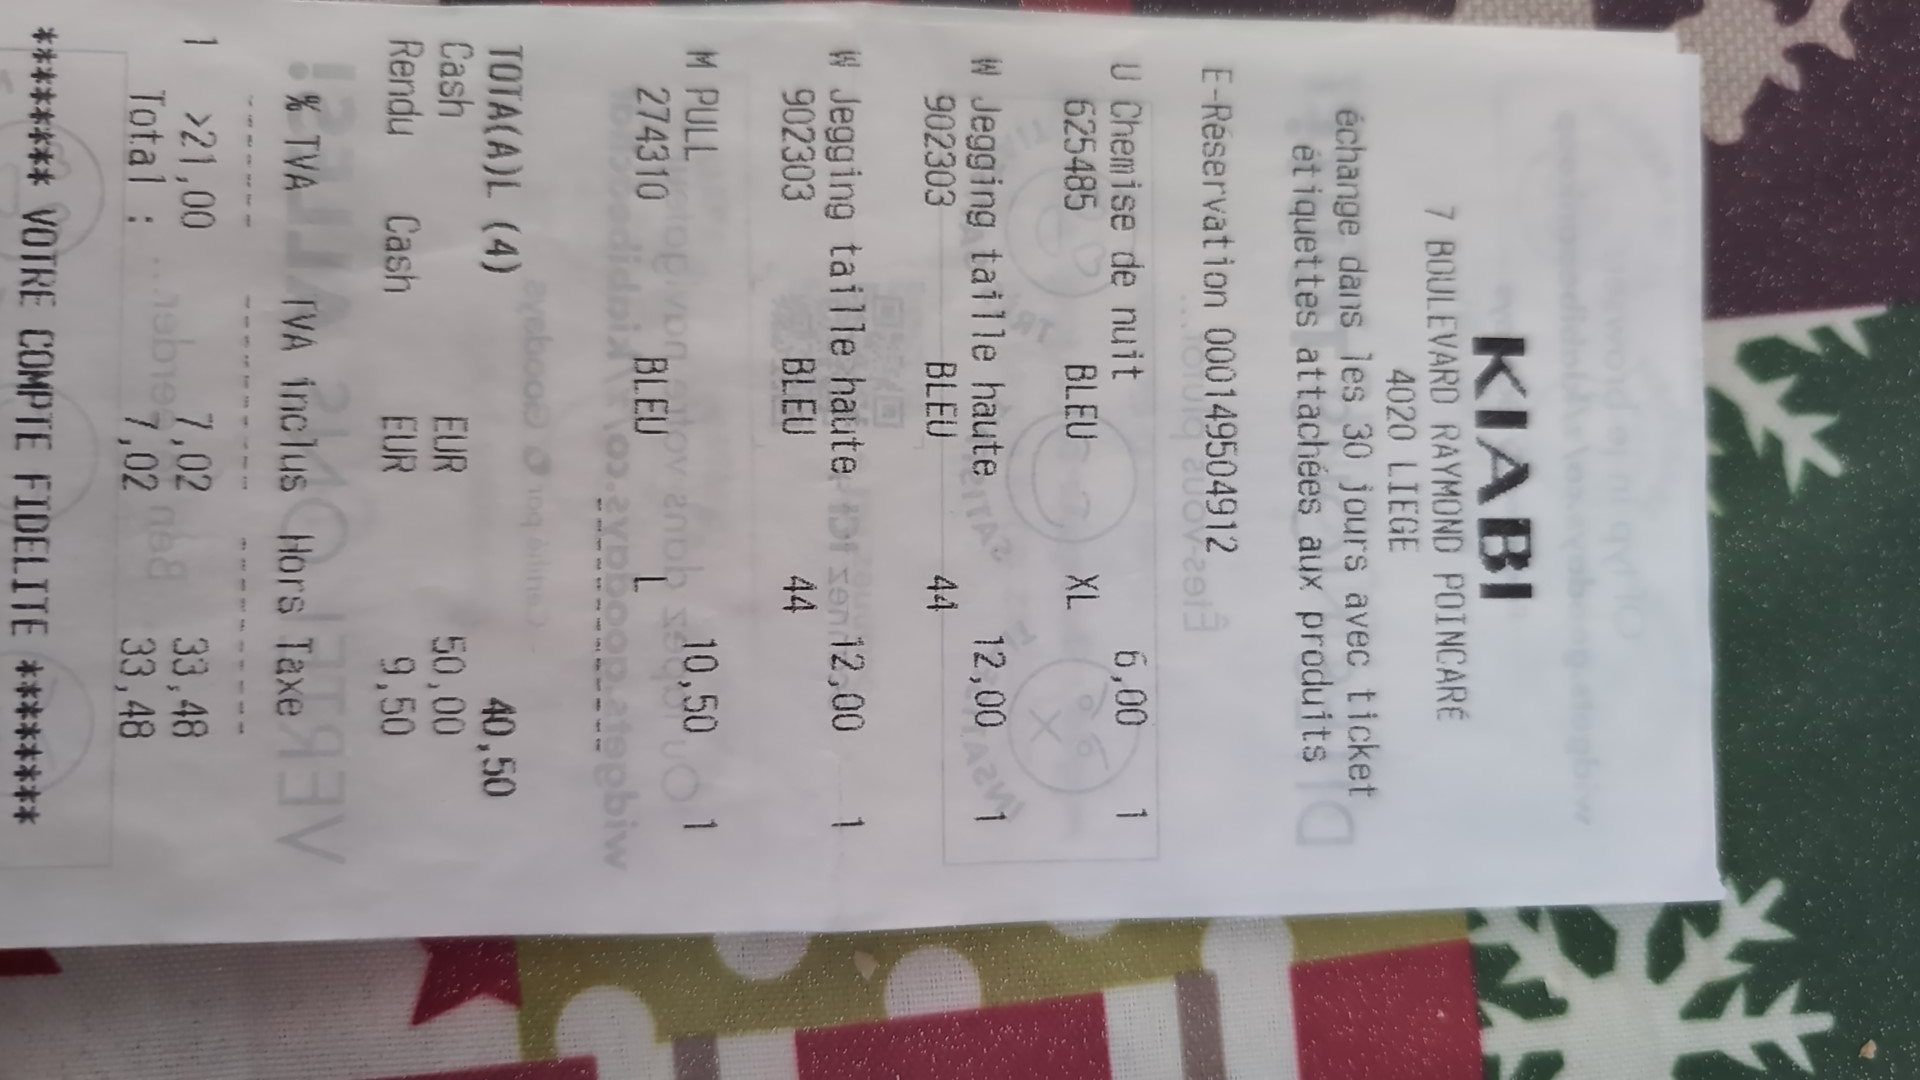 KIABI
7 BOULEVARD RAYMOND POINCARÉ
4020 LIEGE
échange dans les 30 jours avec ticket
étiquettes attachées aux produits
E-Réservation 000149504912
U Chemise de nuit 6,00 1
625485 BLEU XL
W Jegging taille haute 12,00 1
902303 BLEU 44
W Jegging taille haute 12,00 1
902303 BLEU 44
M PULL 10,50 1
274310 BLEU L
TOTA(A)L (4) 40,50
Cash EUR 50,00
Rendu Cash EUR 9,50
% TVA TVA inclus Hors Taxe
1 >21,00 7,02 33,48
Total : 7,02 33,48
******* VOTRE COMPTE FIDELITE *******